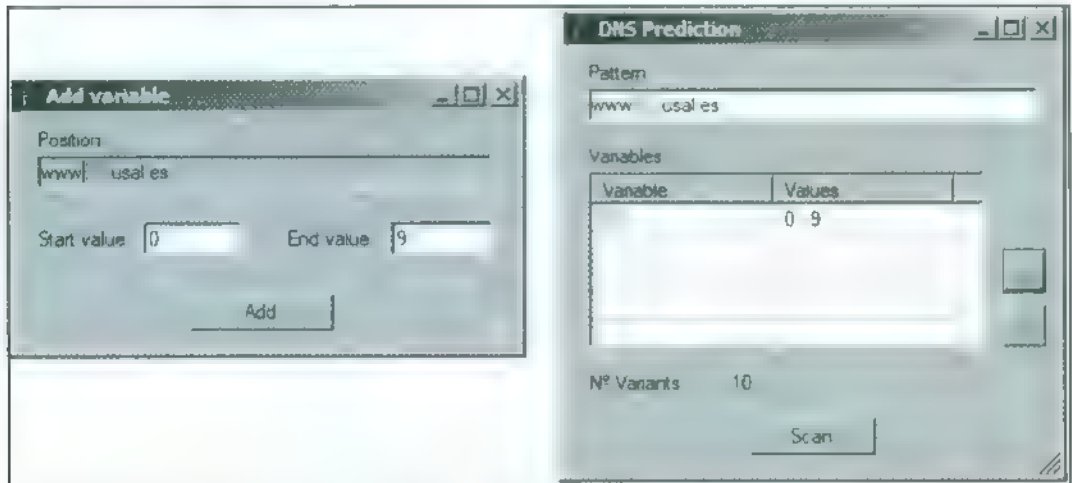 Add variable
Position
www. usal es
Start value 0 End value 9
Add
DNS Prediction
Pattern
www usal es
Variables
Variable Values
0 9
Nº Variants 10
Scan